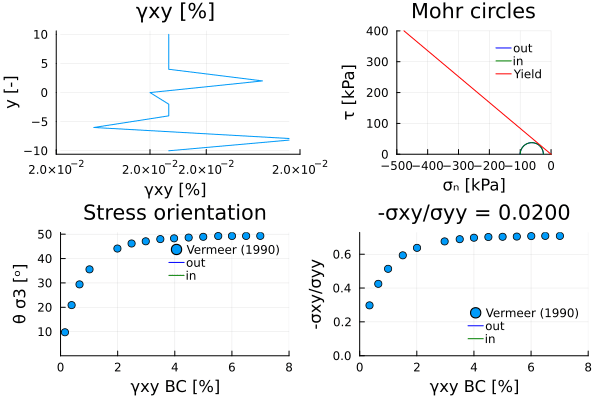 γxy [%]
10
5
0
−5
−10
y [-]
2.0×10⁻² 2.0×10⁻² 2.0×10⁻² 2.0×10⁻²
γxy [%]
Mohr circles
out
in
Yield
400
300
200
100
0
τ [kPa]
−500 −400 −300 −200 −100 0
σₙ [kPa]
Stress orientation
Vermeer (1990)
out
in
50
40
30
20
10
θ σ3 [ᵒ]
0 2 4 6 8
γxy BC [%]
-σxy/σyy = 0.0200
0.6
0.4
0.2
0.0
-σxy/σyy
Vermeer (1990)
out
in
0 2 4 6 8
γxy BC [%]